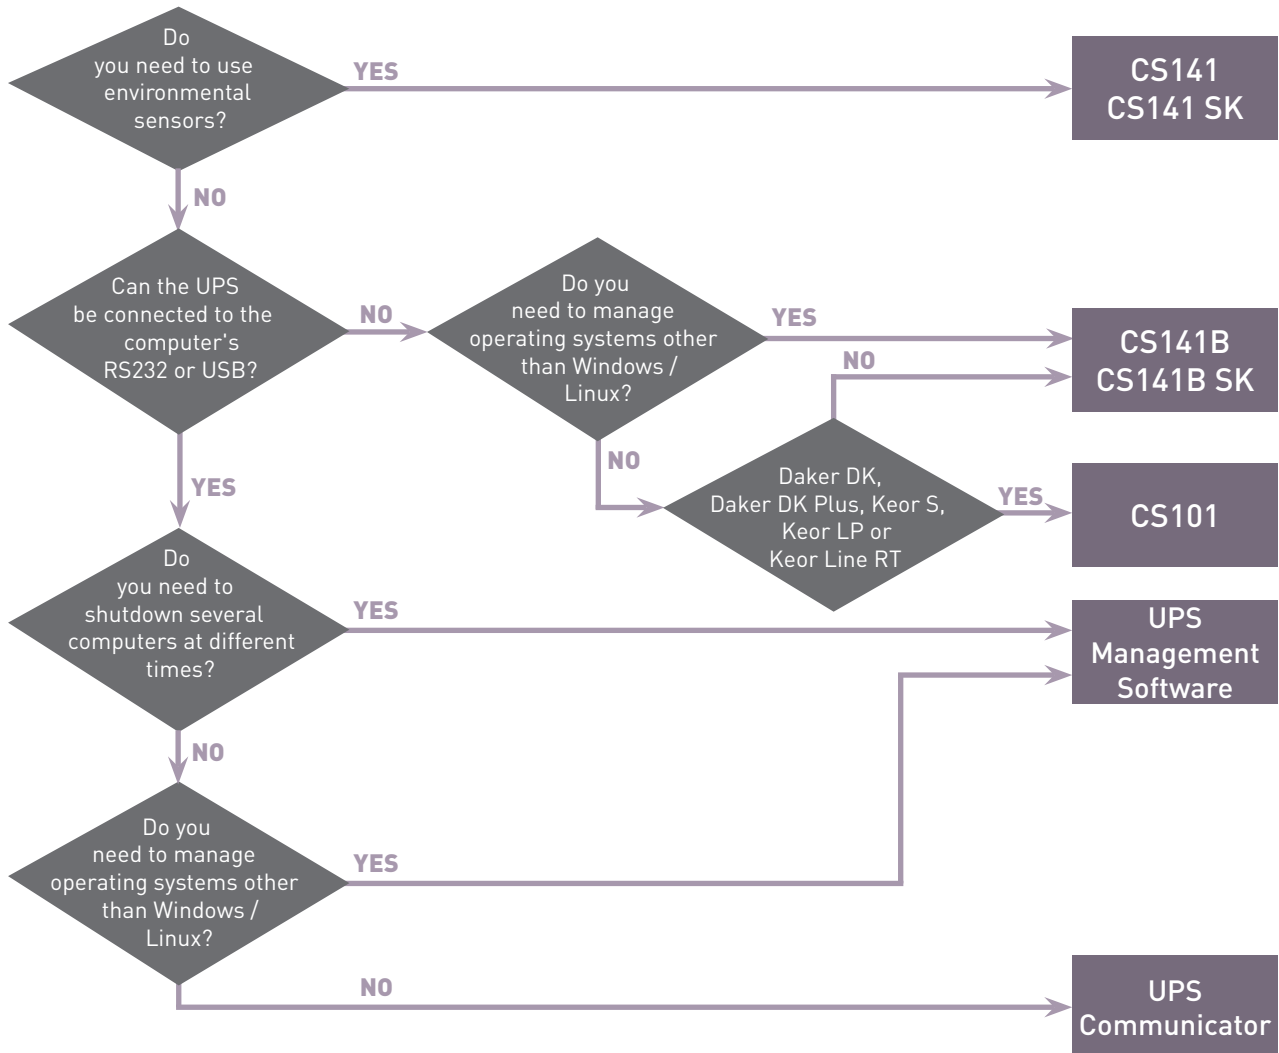 Do
you need to use
environmental
sensors?
YES
CS141
CS141 SK
NO
Can the UPS
be connected to the
computer's
RS232 or USB?
NO
Do you
need to manage
operating systems other
than Windows /
Linux?
YES
CS141B
CS141B SK
NO
NO
Daker DK,
Daker DK Plus, Keor S,
Keor LP or
Keor Line RT
YES
CS101
YES
Do
you need to
shutdown several
computers at different
times?
YES
UPS
Management
Software
NO
Do you
need to manage
operating systems other
than Windows /
Linux?
YES
NO
UPS
Communicator